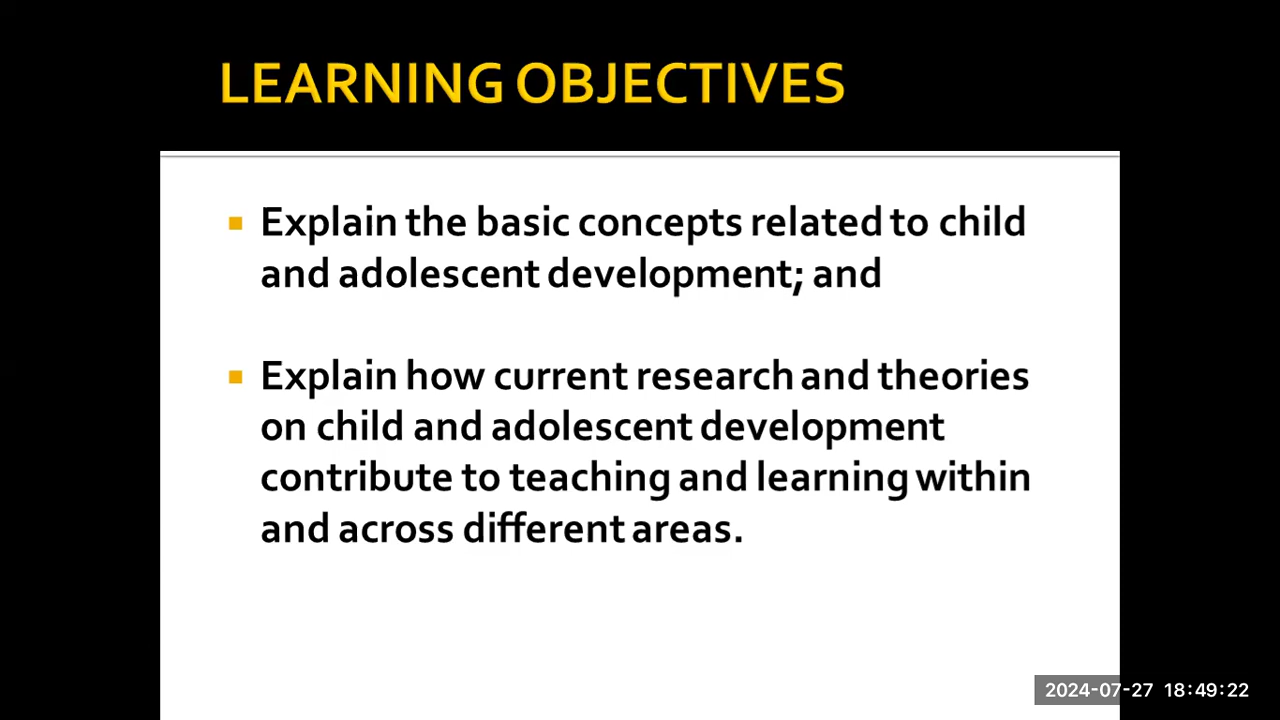 LEARNING OBJECTIVES
Explain the basic concepts related to child
and adolescent development; and
Explain how current research and theories
on child and adolescent development
contribute to teaching and learning within
and across different areas.
2024-07-27 18:49:22